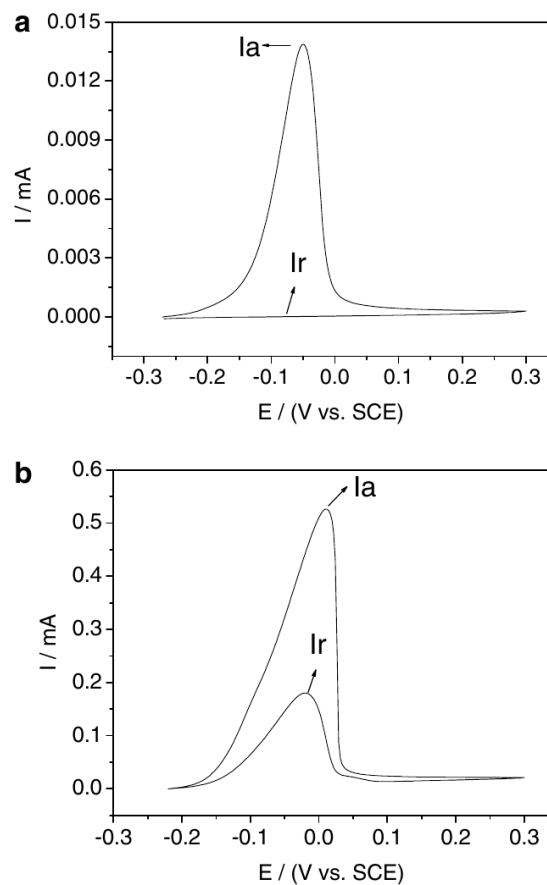 a
0.015
0.012
0.009
0.006
0.003
0.000
I / mA
Ia
Ir
-0.3 -0.2 -0.1 0.0 0.1 0.2 0.3
E / (V vs. SCE)
b
0.6
0.5
0.4
0.3
0.2
0.1
0.0
I / mA
Ia
Ir
-0.3 -0.2 -0.1 0.0 0.1 0.2 0.3
E / (V vs. SCE)